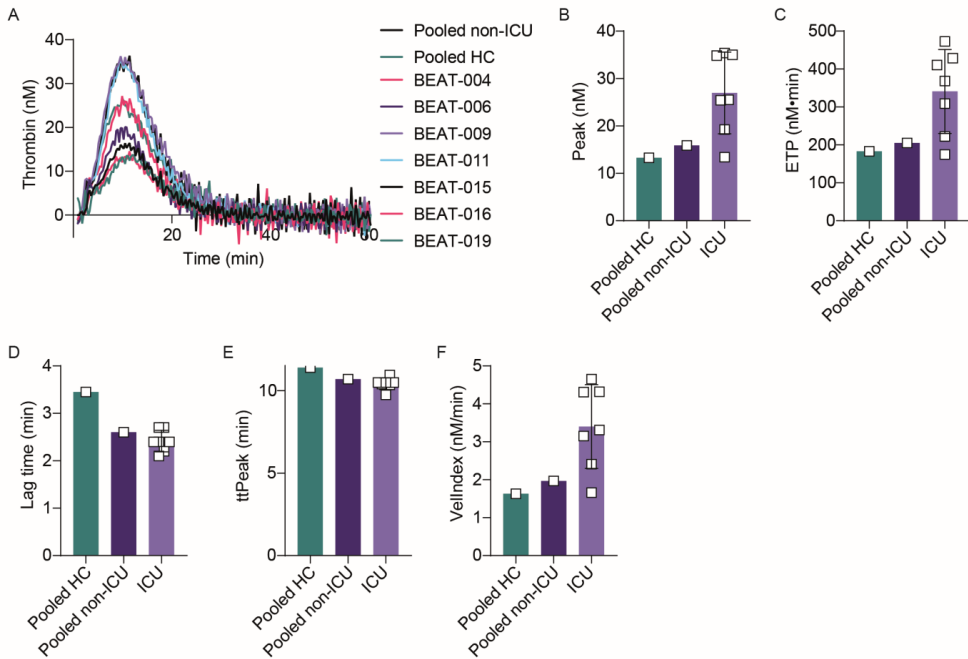 A
Thrombin (nM)
40
30
20
10
0
20
40
60
Time (min)
Pooled non-ICU
Pooled HC
BEAT-004
BEAT-006
BEAT-009
BEAT-011
BEAT-015
BEAT-016
BEAT-019
B
Peak (nM)
40
30
20
10
0
Pooled HC
Pooled non-ICU
ICU
C
ETP (nM•min)
500
400
300
200
100
0
Pooled HC
Pooled non-ICU
ICU
D
Lag time (min)
4
3
2
1
0
Pooled HC
Pooled non-ICU
ICU
E
ttPeak (min)
10
5
0
Pooled HC
Pooled non-ICU
ICU
F
VelIndex (nM/min)
5
4
3
2
1
0
Pooled HC
Pooled non-ICU
ICU